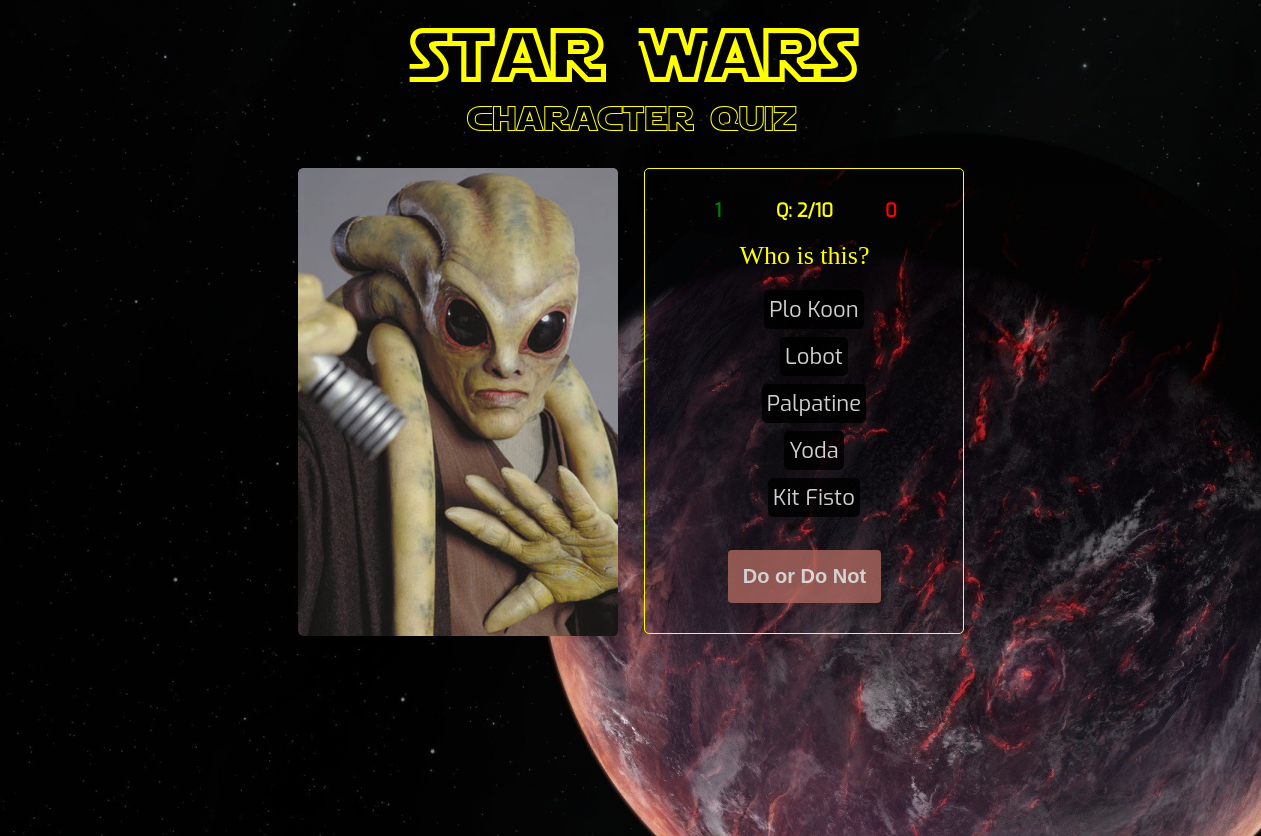 STAR WARS
CHARACTER QUIZ
1 Q: 2/10 0
Who is this?
Plo Koon
Lobot
Palpatine
Yoda
Kit Fisto
Do or Do Not